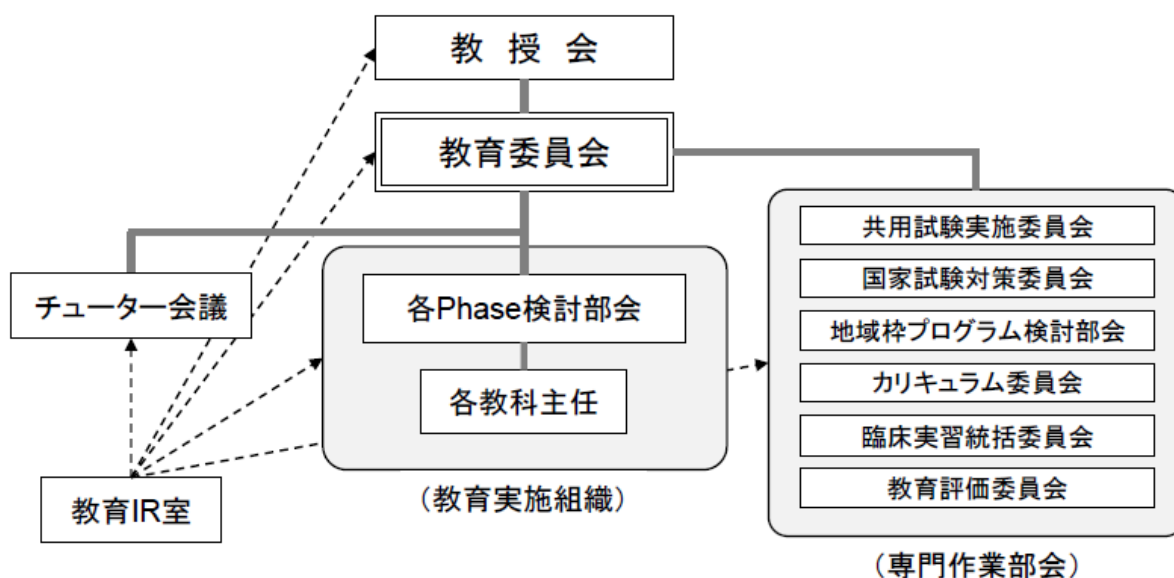 教 授 会
教育委員会
チューター会議
各Phase検討部会
各教科主任
教育IR室
（教育実施組織）
共用試験実施委員会
国家試験対策委員会
地域枠プログラム検討部会
カリキュラム委員会
臨床実習統括委員会
教育評価委員会
（専門作業部会）